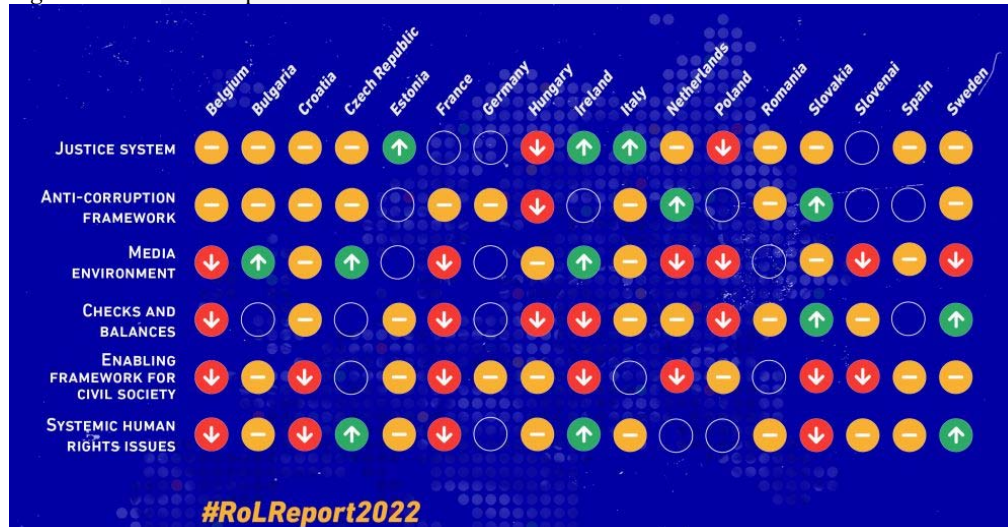 Belgium
Bulgaria
Croatia
Czech Republic
Estonia
France
Germany
Hungary
Ireland
Italy
Netherlands
Poland
Romania
Slovakia
Slovenai
Spain
Sweden
JUSTICE SYSTEM
ANTI-CORRUPTION
FRAMEWORK
MEDIA
ENVIRONMENT
CHECKS AND
BALANCES
ENABLING
FRAMEWORK FOR
CIVIL SOCIETY
SYSTEMIC HUMAN
RIGHTS ISSUES
#RoLReport2022